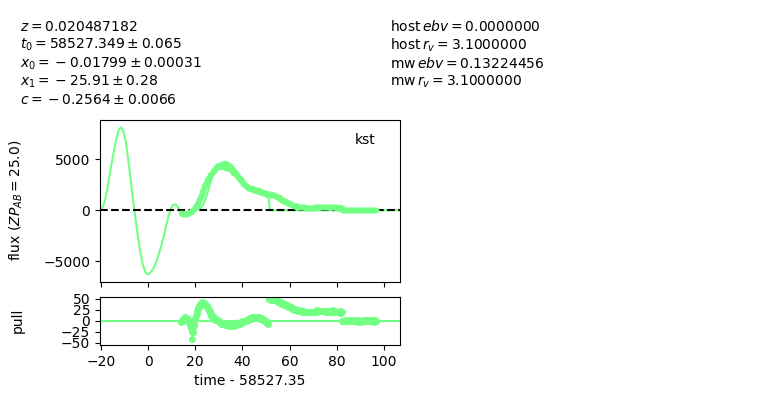 z = 0.020487182
t₀ = 58527.349 ± 0.065
x₀ = −0.01799 ± 0.00031
x₁ = −25.91 ± 0.28
c = −0.2564 ± 0.0066
host ebv = 0.0000000
host r_v = 3.1000000
mw ebv = 0.13224456
mw r_v = 3.1000000
kst
flux (ZP_AB = 25.0)
5000
0
−5000
pull
50
25
0
−25
−50
−20 0 20 40 60 80 100
time - 58527.35